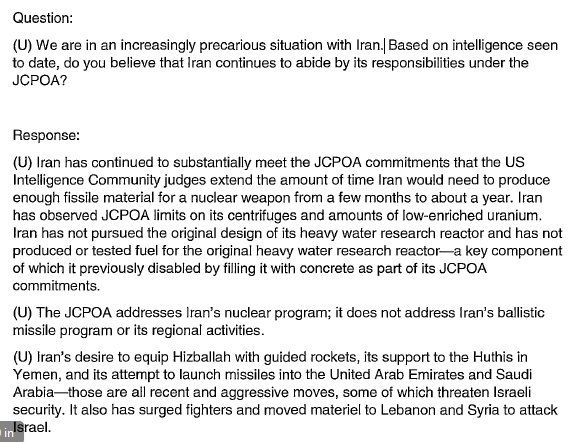 Question:
(U) We are in an increasingly precarious situation with Iran. Based on intelligence seen
to date, do you believe that Iran continues to abide by its responsibilities under the
JCPOA?
Response:
(U) Iran has continued to substantially meet the JCPOA commitments that the US
Intelligence Community judges extend the amount of time Iran would need to produce
enough fissile material for a nuclear weapon from a few months to about a year. Iran
has observed JCPOA limits on its centrifuges and amounts of low-enriched uranium.
Iran has not pursued the original design of its heavy water research reactor and has not
produced or tested fuel for the original heavy water research reactor—a key component
of which it previously disabled by filling it with concrete as part of its JCPOA
commitments.
(U) The JCPOA addresses Iran's nuclear program; it does not address Iran's ballistic
missile program or its regional activities.
(U) Iran's desire to equip Hizballah with guided rockets, its support to the Huthis in
Yemen, and its attempt to launch missiles into the United Arab Emirates and Saudi
Arabia—those are all recent and aggressive moves, some of which threaten Israeli
security. It also has surged fighters and moved materiel to Lebanon and Syria to attack
Israel.
in